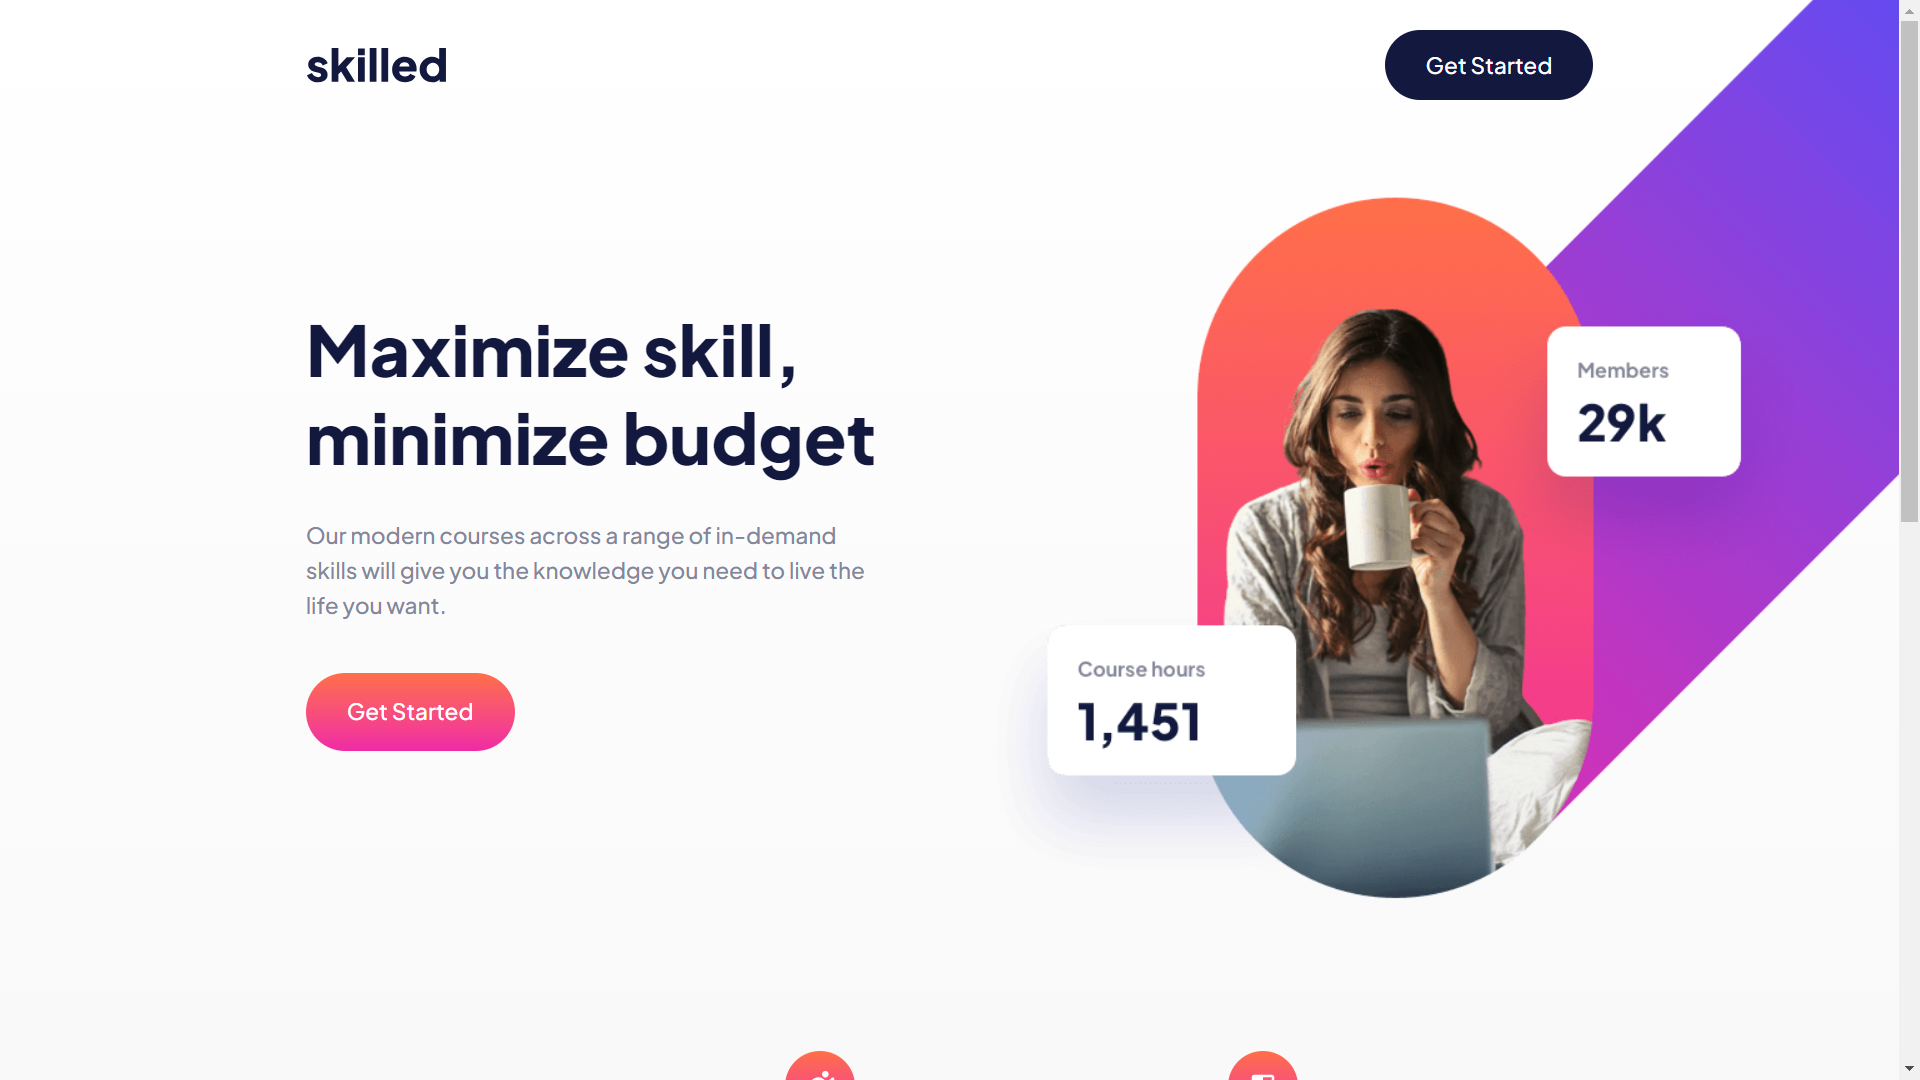 skilled
Get Started
Maximize skill,
minimize budget
Our modern courses across a range of in-demand
skills will give you the knowledge you need to live the
life you want.
Get Started
Members
29k
Course hours
1,451